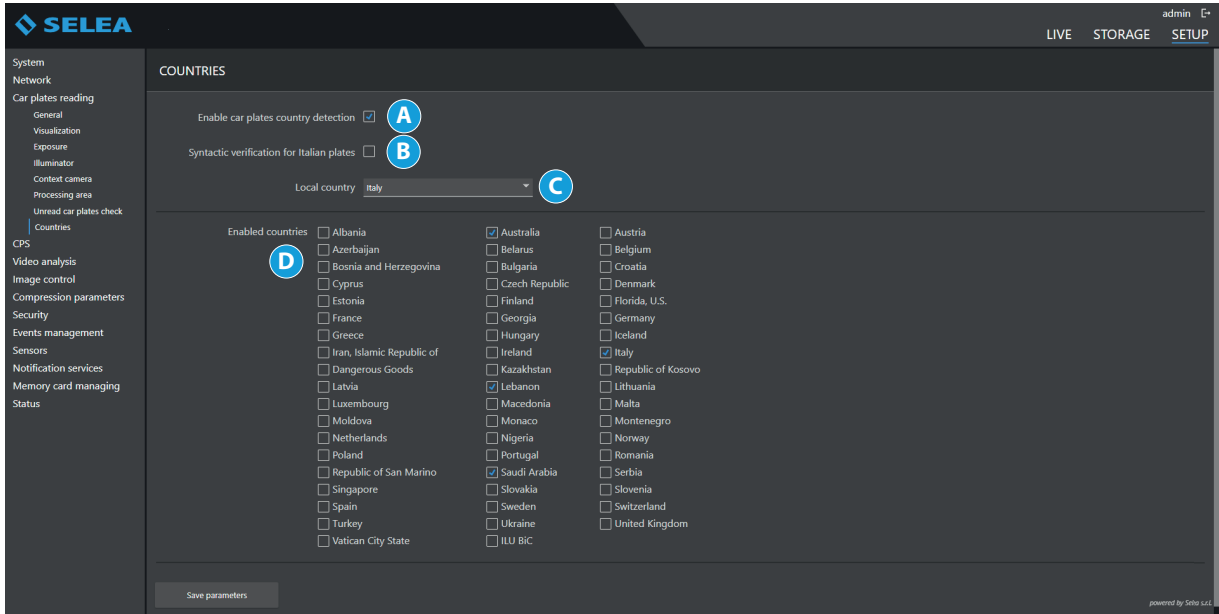 SELEA
admin
LIVE STORAGE SETUP
System
Network
Car plates reading
General
Visualization
Exposure
Illuminator
Context camera
Processing area
Unread car plates check
Countries
CPS
Video analysis
Image control
Compression parameters
Security
Events management
Sensors
Notification services
Memory card managing
Status
COUNTRIES
Enable car plates country detection A
Syntactic verification for Italian plates B
Local country Italy C
Enabled countries
D
Albania Australia Austria
Azerbaijan Belarus Belgium
Bosnia and Herzegovina Bulgaria Croatia
Cyprus Czech Republic Denmark
Estonia Finland Florida, U.S.
France Georgia Germany
Greece Hungary Iceland
Iran, Islamic Republic of Ireland Italy
Dangerous Goods Kazakhstan Republic of Kosovo
Latvia Lebanon Lithuania
Luxembourg Macedonia Malta
Moldova Monaco Montenegro
Netherlands Nigeria Norway
Poland Portugal Romania
Republic of San Marino Saudi Arabia Serbia
Singapore Slovakia Slovenia
Spain Sweden Switzerland
Turkey Ukraine United Kingdom
Vatican City State ILU BiC
Save parameters
powered by Selea s.r.l.